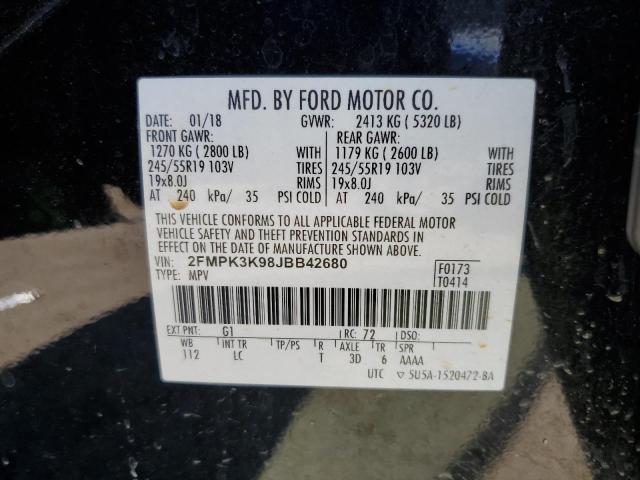 MFD. BY FORD MOTOR CO.
DATE: 01/18 GVWR: 2413 KG ( 5320 LB)
FRONT GAWR: REAR GAWR:
1270 KG ( 2800 LB) WITH 1179 KG ( 2600 LB) WITH
245/55R19 103V TIRES 245/55R19 103V TIRES
19x8.0J RIMS 19x8.0J RIMS
AT 240 kPa/ 35 PSI COLD AT 240 kPa/ 35 PSI COLD
THIS VEHICLE CONFORMS TO ALL APPLICABLE FEDERAL MOTOR
VEHICLE SAFETY AND THEFT PREVENTION STANDARDS IN
EFFECT ON THE DATE OF MANUFACTURE SHOWN ABOVE.
VIN: 2FMPK3K98JBB42680 F0173
TYPE: MPV T0414
EXT PNT: G1 RC: 72 DSO:
WB INT TR TP/PS R AXLE TR SPR
112 LC T 3D 6 AAAA
UTC ▽ 5U5A-1520472-BA